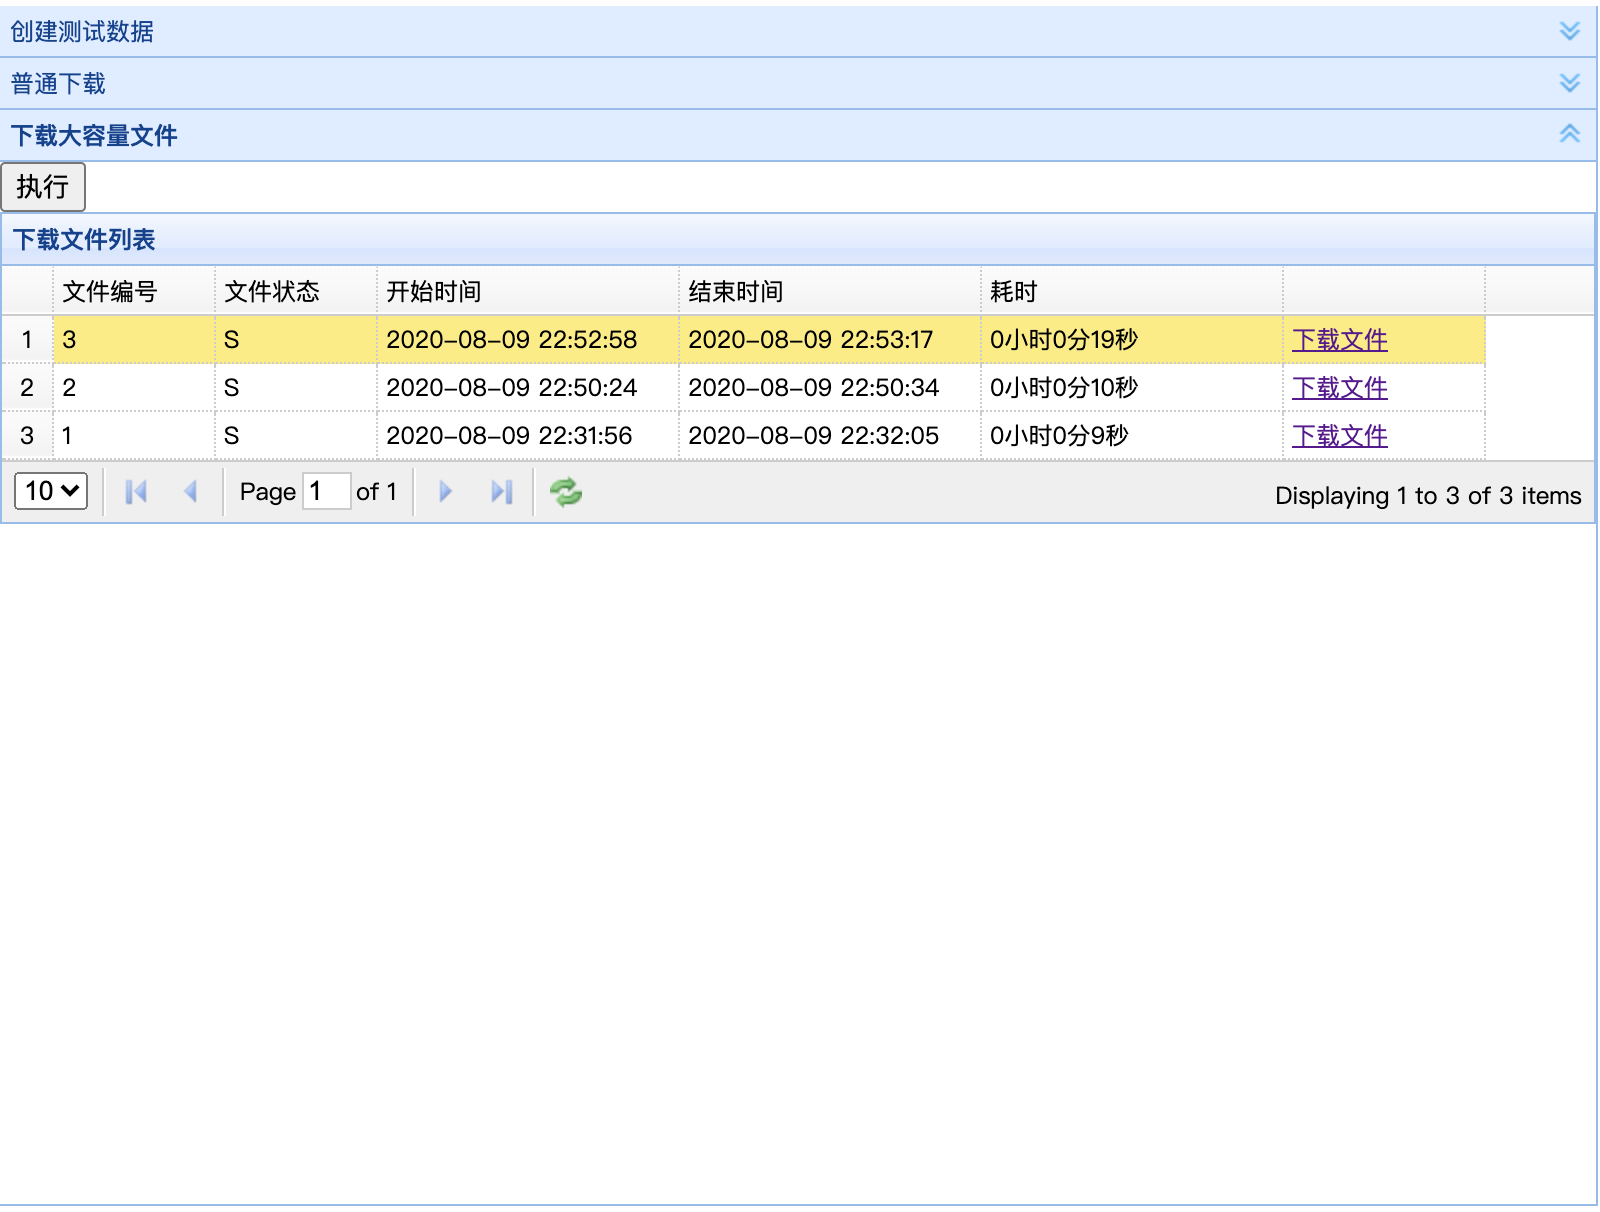 创建测试数据
普通下载
下载大容量文件
执行
下载文件列表
文件编号 文件状态 开始时间 结束时间 耗时
1 3 S 2020-08-09 22:52:58 2020-08-09 22:53:17 0小时0分19秒 下载文件
2 2 S 2020-08-09 22:50:24 2020-08-09 22:50:34 0小时0分10秒 下载文件
3 1 S 2020-08-09 22:31:56 2020-08-09 22:32:05 0小时0分9秒 下载文件
10 Page 1 of 1 Displaying 1 to 3 of 3 items